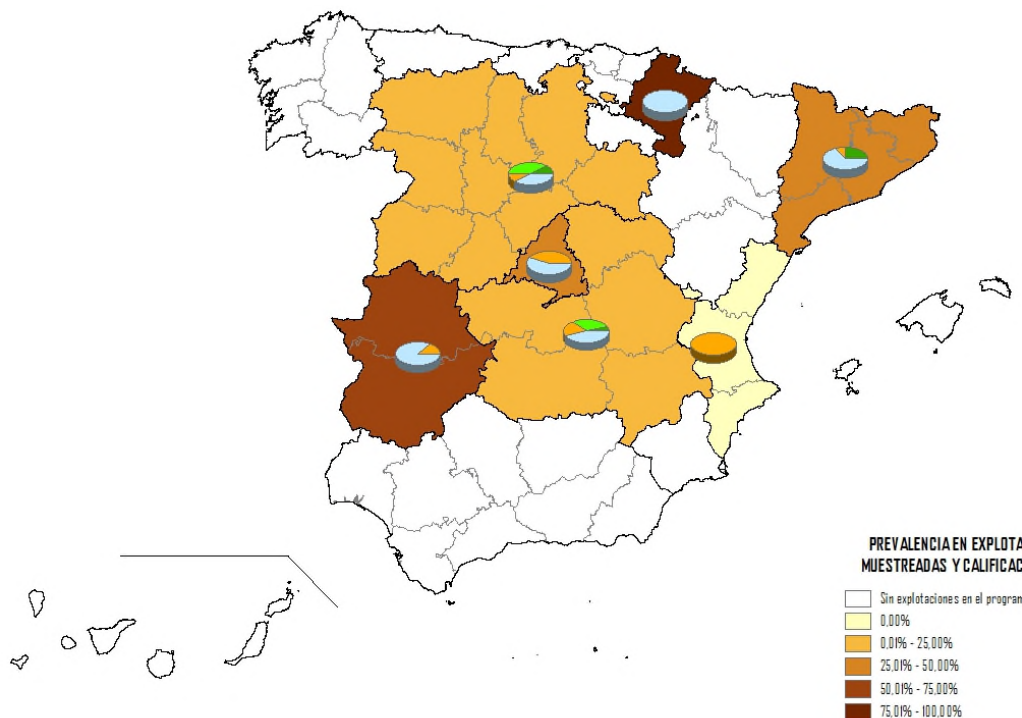 PREVALENCIA EN EXPLOTA
MUESTREADAS Y CALIFICAC
Sin explotaciones en el program
0,00%
0,01% - 25,00%
25,01% - 50,00%
50,01% - 75,00%
75,01% - 100,00%